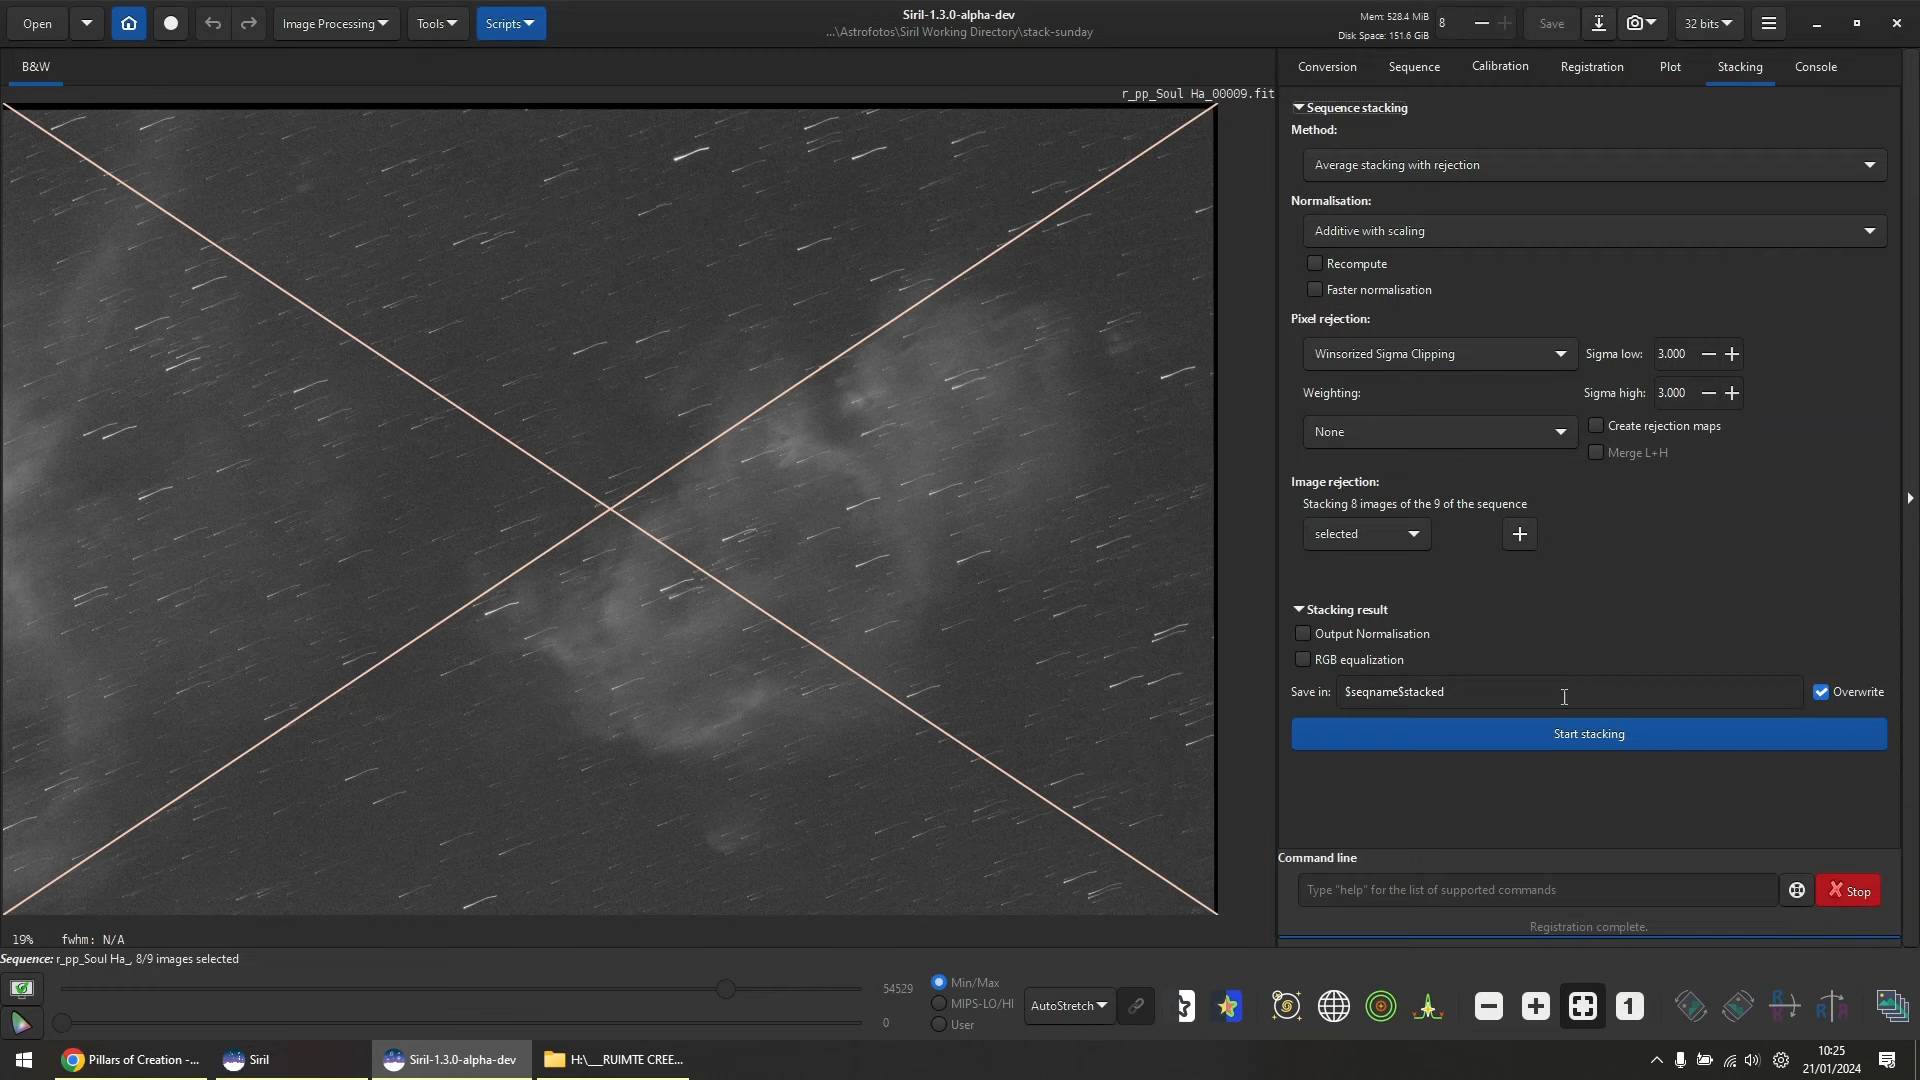 Open
Image Processing
Tools
Scripts
Siril-1.3.0-alpha-dev
...\Astrofotos\Siril Working Directory\stack-sunday
Mem: 528.4 MiB
Disk Space: 151.6 GiB
8
Save
32 bits
B&W
Conversion
Sequence
Calibration
Registration
Plot
Stacking
Console
r_pp_Soul Ha_00009.fit
Sequence stacking
Method:
Average stacking with rejection
Normalisation:
Additive with scaling
Recompute
Faster normalisation
Pixel rejection:
Winsorized Sigma Clipping
Sigma low:
3.000
Weighting:
Sigma high:
3.000
None
Create rejection maps
Merge L+H
Image rejection:
Stacking 8 images of the 9 of the sequence
selected
Stacking result
Output Normalisation
RGB equalization
Save in:
$seqname$stacked
Overwrite
Start stacking
Command line
Type "help" for the list of supported commands
Stop
Registration complete.
19%
fwhm: N/A
Sequence: r_pp_Soul Ha_, 8/9 images selected
54529
Min/Max
MIPS-LO/HI
0
User
AutoStretch
1
R R
R R
Pillars of Creation -...
Siril
Siril-1.3.0-alpha-dev
H:\__RUIMTE CREE...
10:25
21/01/2024